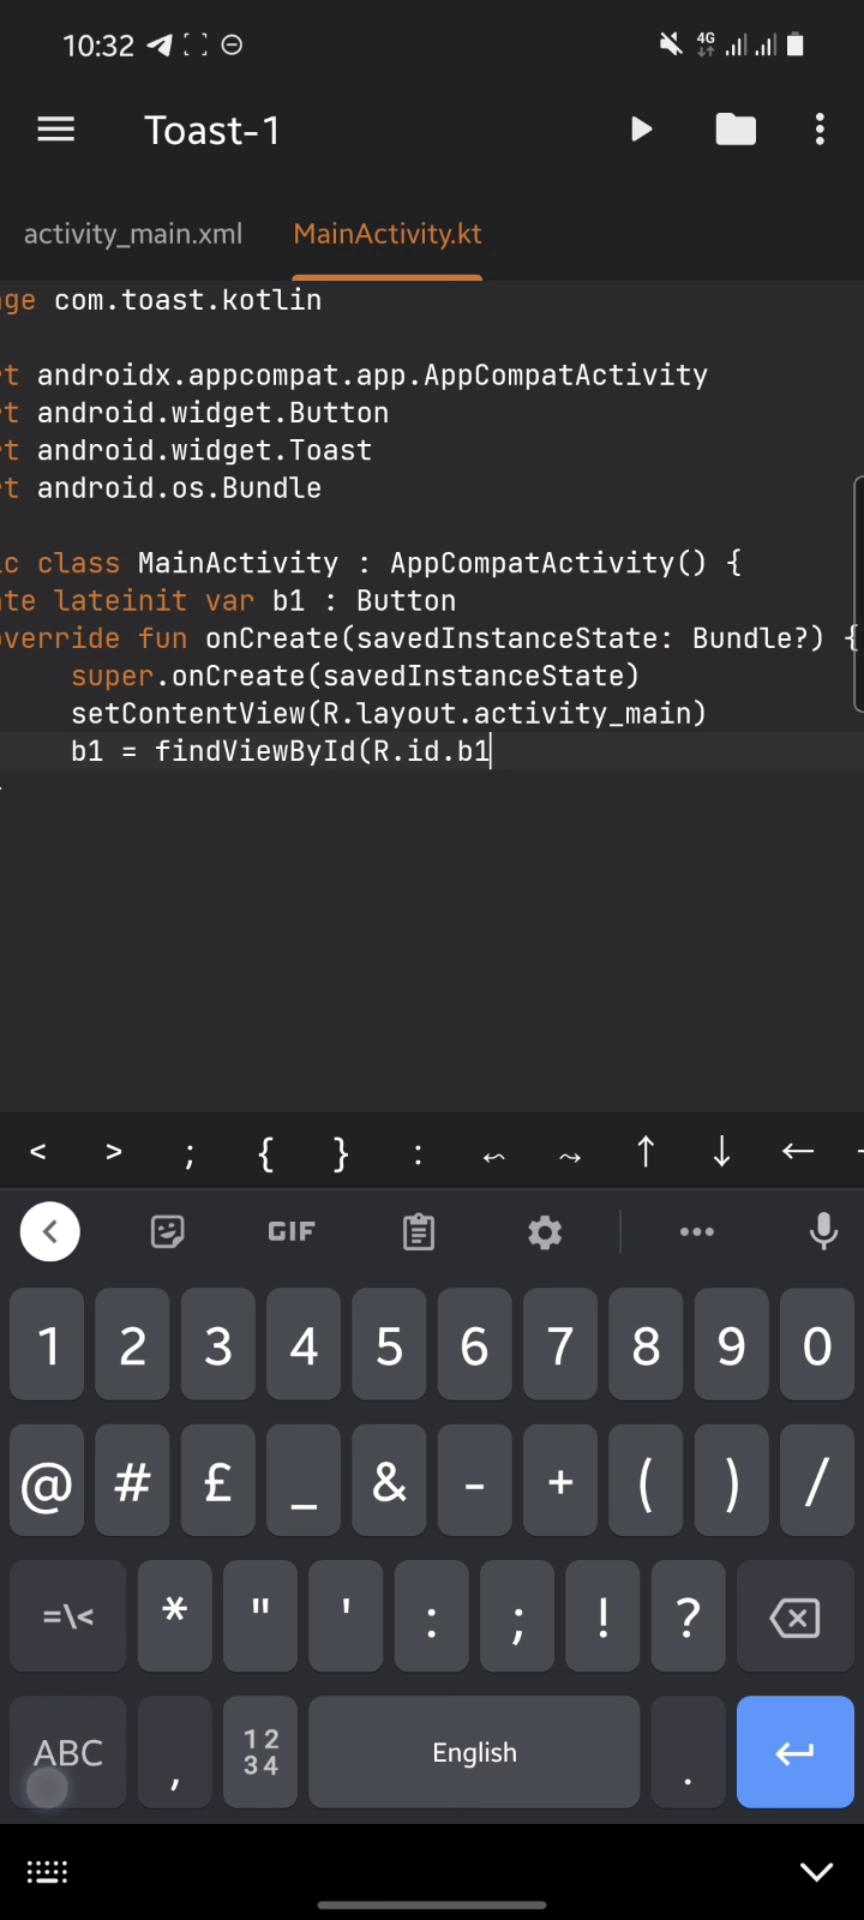 10:32 4G
Toast-1
activity_main.xml MainActivity.kt
ge com.toast.kotlin
t androidx.appcompat.app.AppCompatActivity
t android.widget.Button
t android.widget.Toast
t android.os.Bundle
c class MainActivity : AppCompatActivity() {
te lateinit var b1 : Button
override fun onCreate(savedInstanceState: Bundle?) {
super.onCreate(savedInstanceState)
setContentView(R.layout.activity_main)
b1 = findViewById(R.id.b1
< > ; { } : ↜ ↝ ↑ ↓ ←
GIF
1 2 3 4 5 6 7 8 9 0
@ # £ _ & - + ( ) /
=\< * " ' : ; ! ?
ABC , 12 English .
34